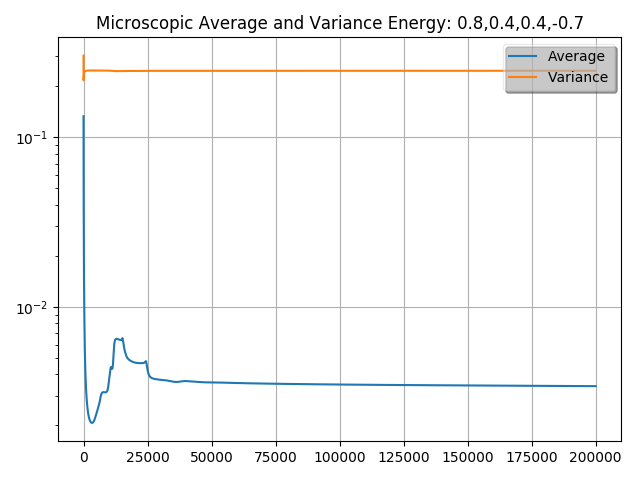 Microscopic Average and Variance Energy: 0.8,0.4,0.4,-0.7
Average
Variance
10⁻¹
10⁻²
0 25000 50000 75000 100000 125000 150000 175000 200000